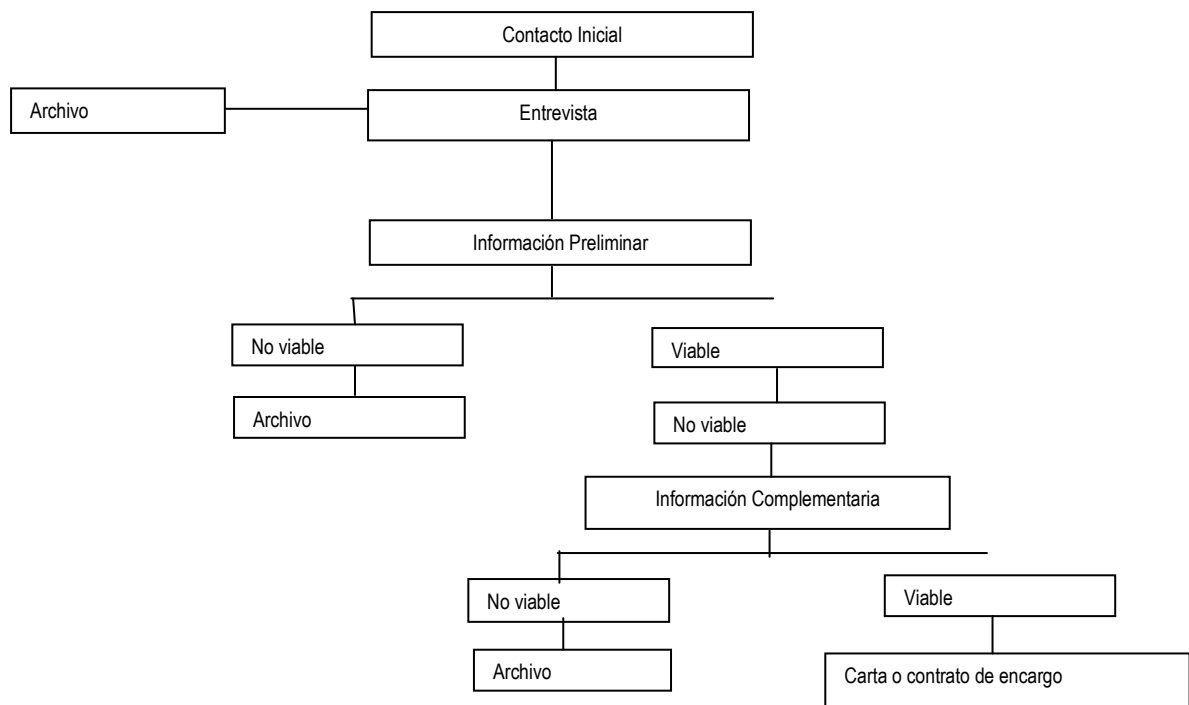 Contacto Inicial
Archivo
Entrevista
Información Preliminar
No viable
Viable
Archivo
No viable
Información Complementaria
No viable
Viable
Archivo
Carta o contrato de encargo